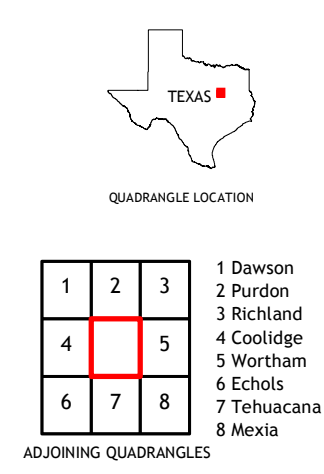 TEXAS
QUADRANGLE LOCATION
1 2 3
4 5
6 7 8
1 Dawson
2 Purdon
3 Richland
4 Coolidge
5 Wortham
6 Echols
7 Tehuacana
8 Mexia
ADJOINING QUADRANGLES